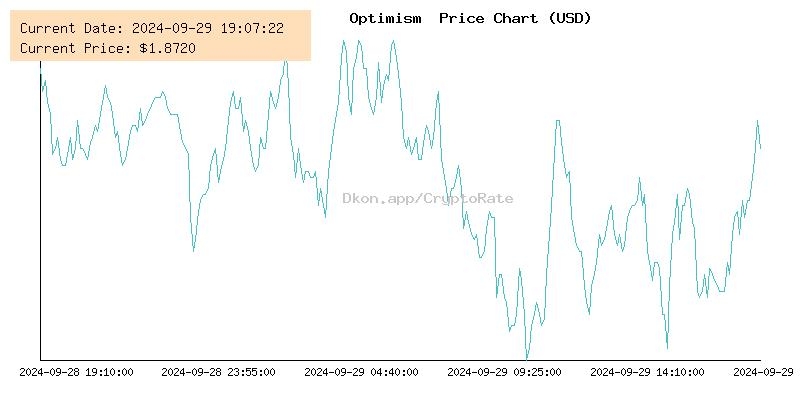 Optimism  Price Chart (USD)
Current Date: 2024-09-29 19:07:22
Current Price: $1.8720
Dkon.app/CryptoRate
2024-09-28 19:10:00 2024-09-28 23:55:00 2024-09-29 04:40:00 2024-09-29 09:25:00 2024-09-29 14:10:00 2024-09-29